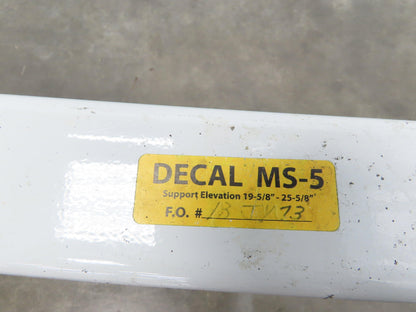 DECAL MS-5
Support Elevation 19-5/8" - 25-5/8"
F.O. #